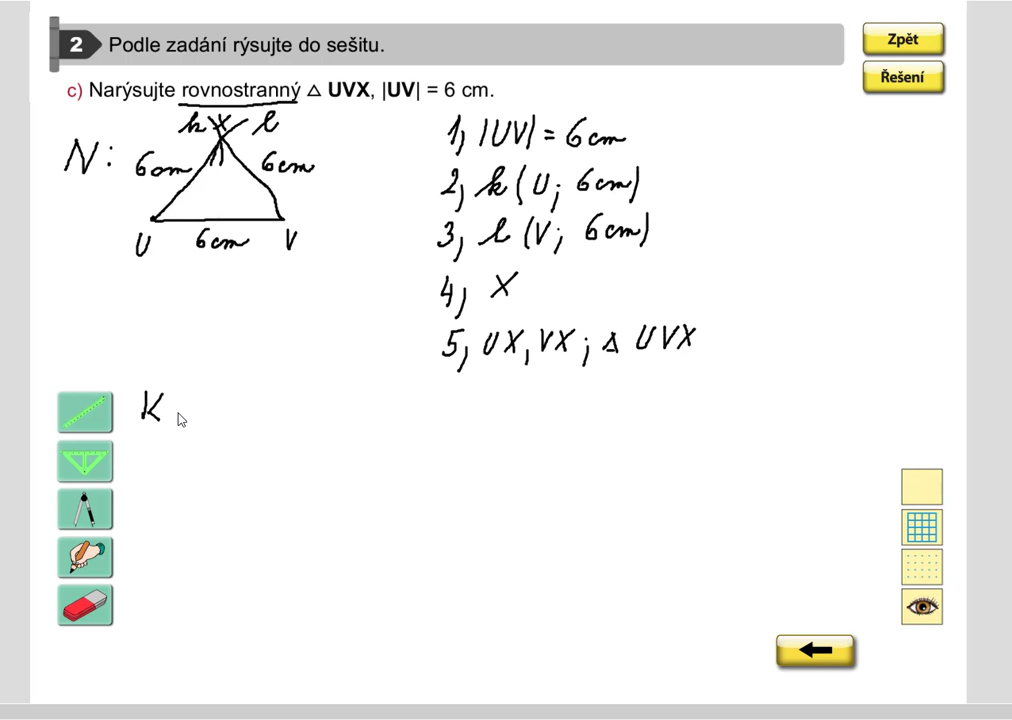 2 Podle zadání rýsujte do sešitu.
Zpět
Řešení
c) Narýsujte rovnostranný △ UVX, |UV| = 6 cm.
N:
k X l
6cm 6cm
U 6cm V
1, |UV| = 6cm
2, k (U; 6cm)
3, l (V; 6cm)
4, X
5, UX, VX; △ UVX
K